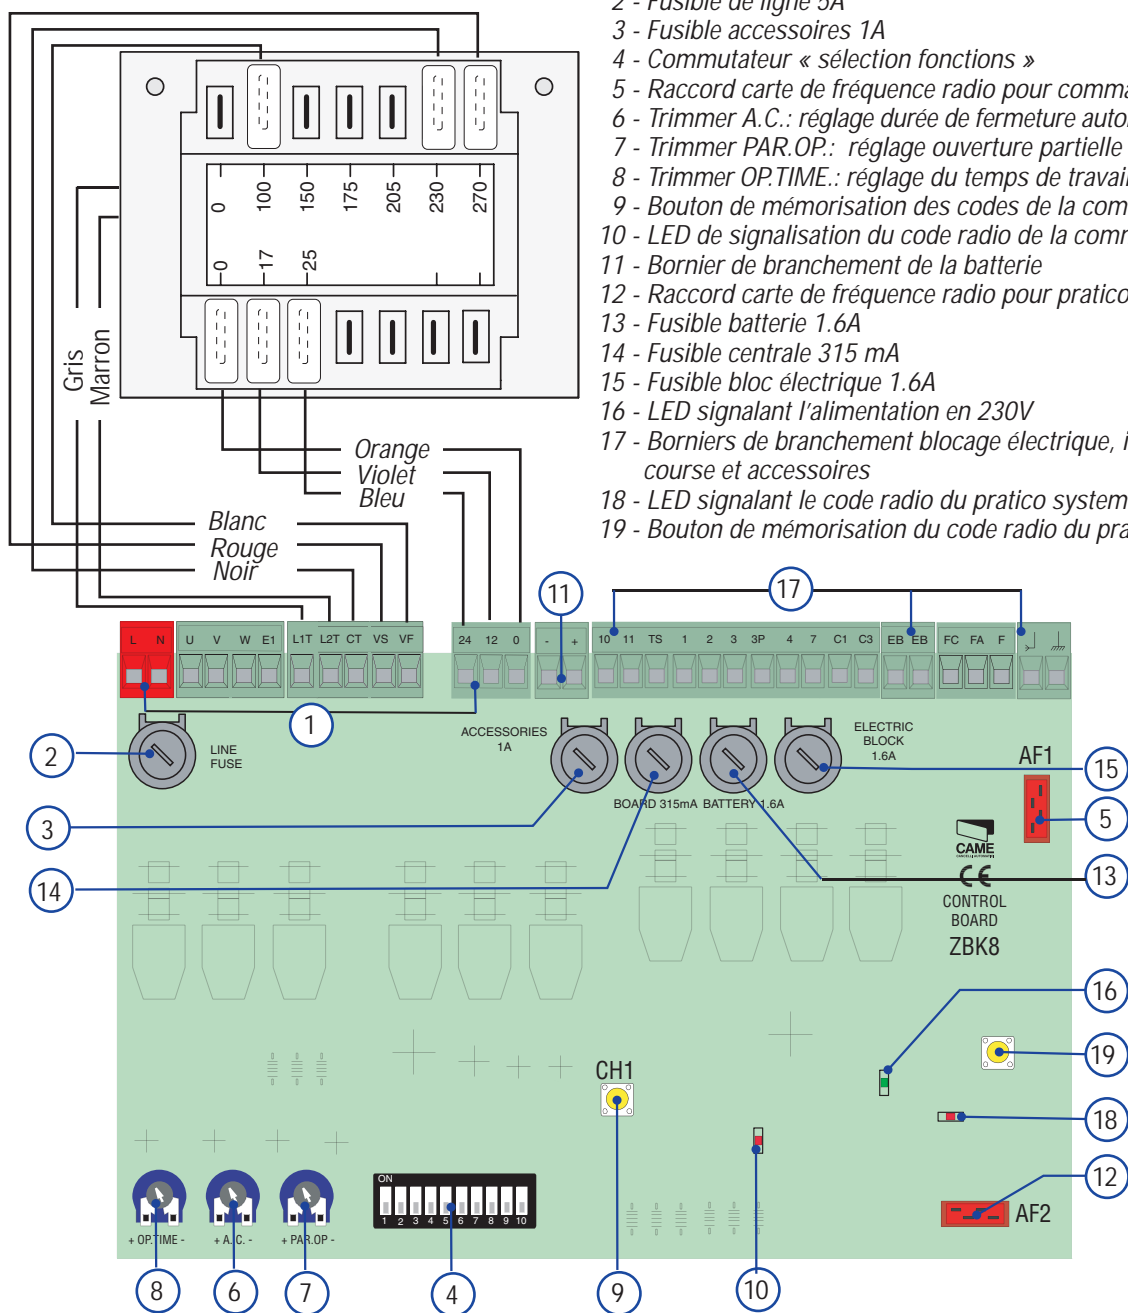 2 - Fusible de ligne 5A
3 - Fusible accessoires 1A
4 - Commutateur « sélection fonctions »
5 - Raccord carte de fréquence radio pour
6 - Trimmer A.C.: réglage durée de fermeture
7 - Trimmer PAR.OP.: réglage ouverture partielle
8 - Trimmer OP.TIME.: réglage du temps de travail
9 - Bouton de mémorisation des codes de la
10 - LED de signalisation du code radio de la
11 - Bornier de branchement de la batterie
12 - Raccord carte de fréquence radio pour pratico
13 - Fusible batterie 1.6A
14 - Fusible centrale 315 mA
15 - Fusible bloc électrique 1.6A
16 - LED signalant l'alimentation en 230V
17 - Borniers de branchement blocage électrique,
course et accessoires
18 - LED signalant le code radio du pratico system
19 - Bouton de mémorisation du code radio du
0 100 150 175 205 230 270
0 17 25
Gris
Marron
Orange
Violet
Bleu
Blanc
Rouge
Noir
11
17
L N U V W E1 L1T L2T CT VS VF 24 12 0 - + 10 11 TS 1 2 3 3P 4 7 C1 C3 EB EB FC FA F
1
2
LINE
FUSE
ACCESSORIES
1A
ELECTRIC
BLOCK
1.6A
AF1
15
BOARD 315mA BATTERY 1.6A
3
5
14
CAME
CANCELLI AUTOMATICI
CE
13
CONTROL
BOARD
ZBK8
16
19
CH1
18
10
12
AF2
ON
1 2 3 4 5 6 7 8 9 10
+ OP.TIME - + A.C. - + PAR.OP -
8
6
7
4
9
10